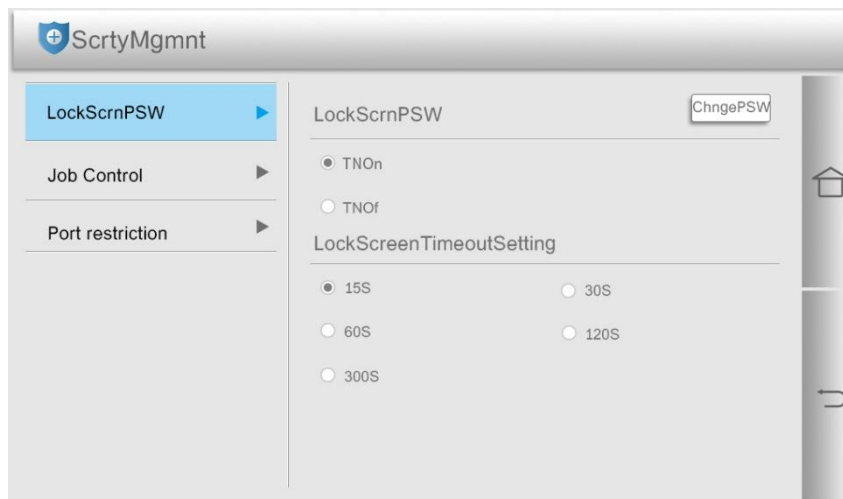 ScrtyMgmnt
LockScrnPSW
Job Control
Port restriction
LockScrnPSW
ChngePSW
TNOn
TNOf
LockScreenTimeoutSetting
15S
30S
60S
120S
300S